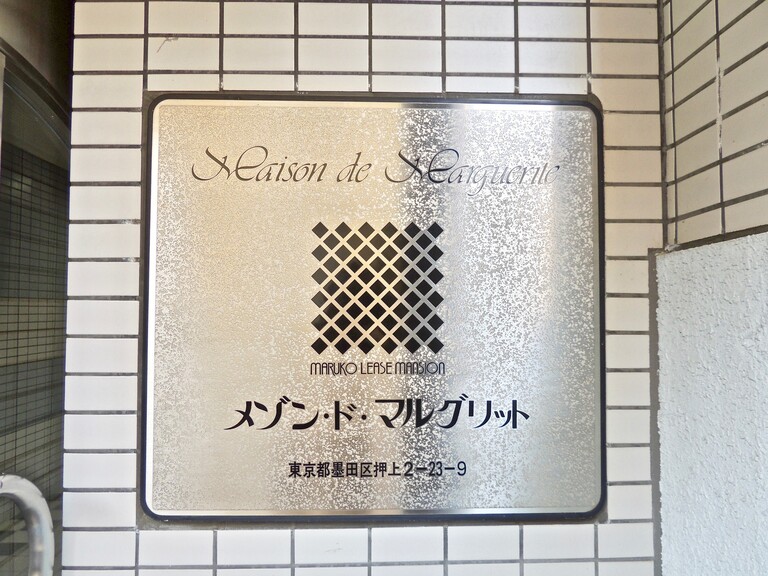 Maison de Marguerite
MARUKO LEASE MANSION
メゾン・ド・マルグリット
東京都墨田区押上2-23-9